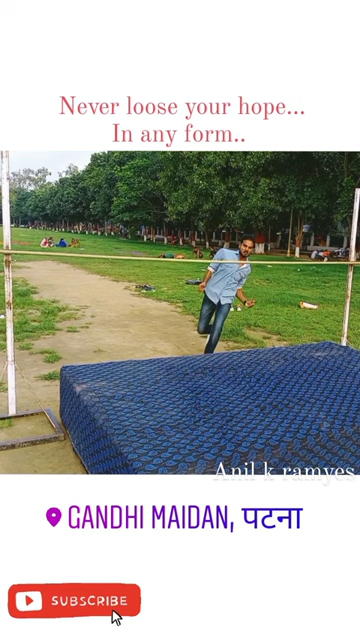 Never loose your hope...
In any form..
Anil k ramyes
GANDHI MAIDAN, पटना
SUBSCRIBE